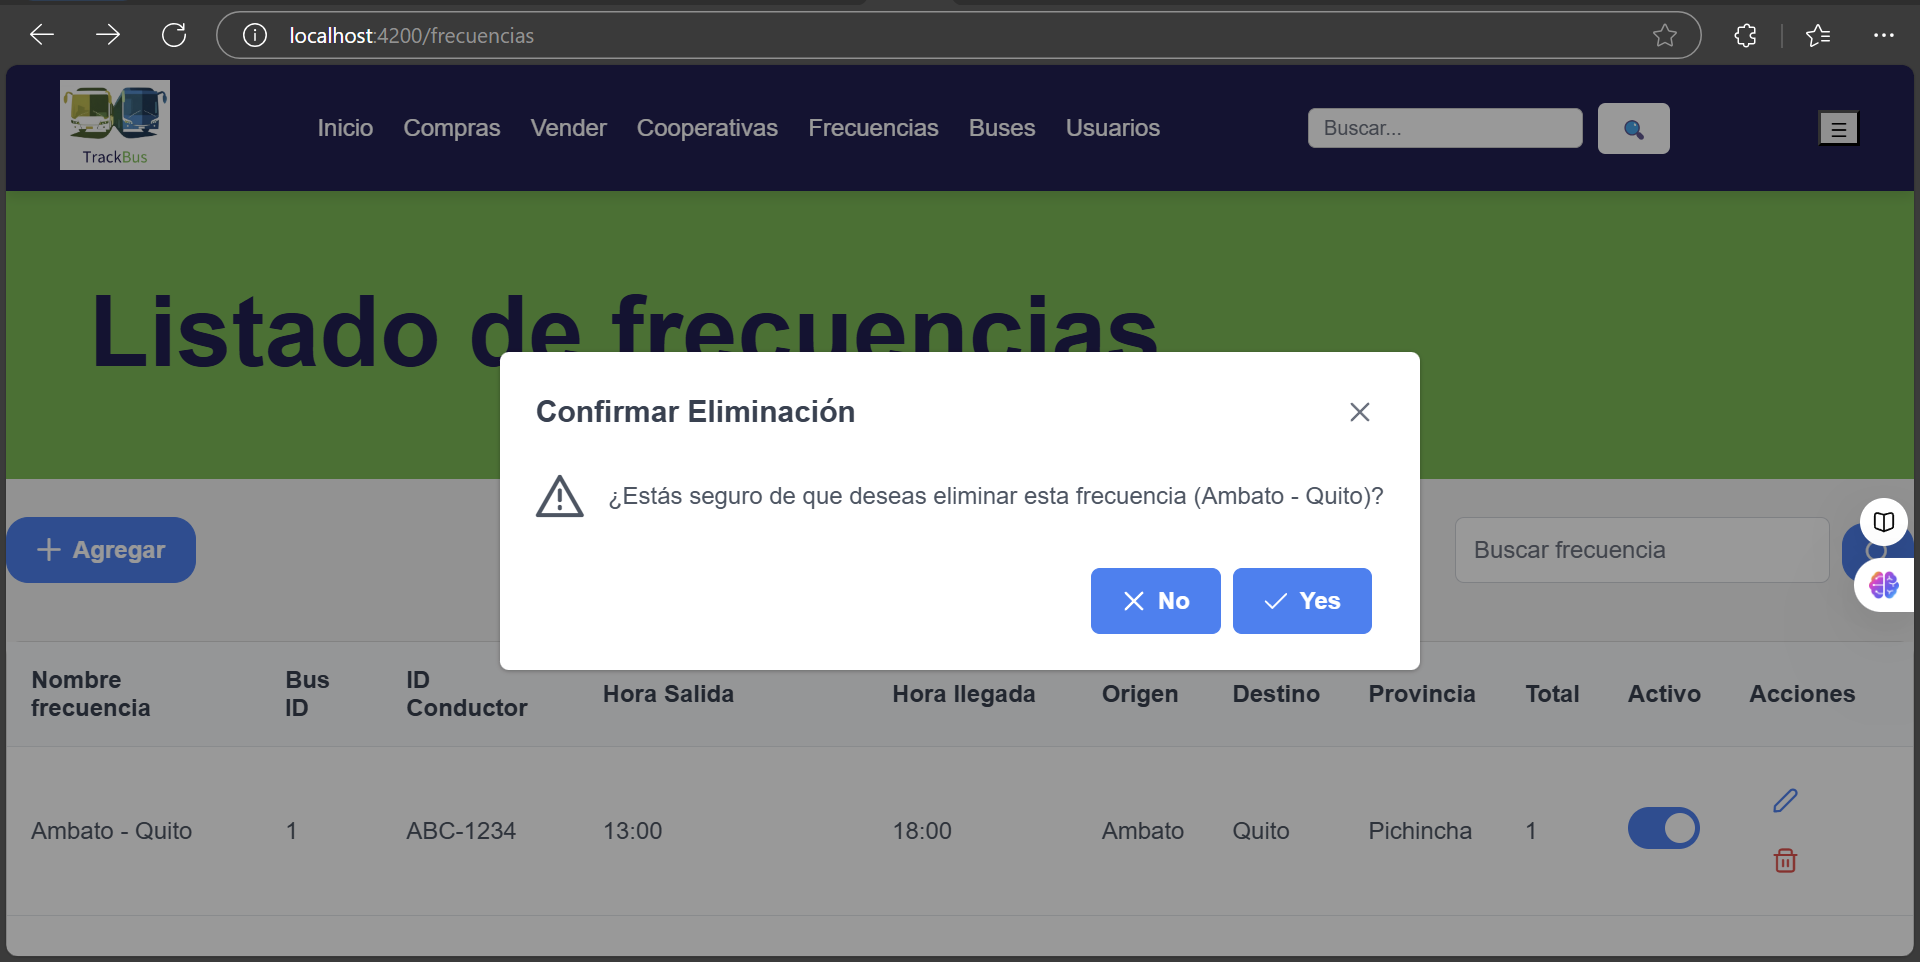 localhost:4200/frecuencias
TrackBus
Inicio Compras Vender Cooperativas Frecuencias Buses Usuarios
Buscar...
Listado de frecuencias
Confirmar Eliminación
¿Estás seguro de que deseas eliminar esta frecuencia (Ambato - Quito)?
No Yes
Agregar
Buscar frecuencia
Nombre frecuencia Bus ID ID Conductor Hora Salida Hora llegada Origen Destino Provincia Total Activo Acciones
Ambato - Quito 1 ABC-1234 13:00 18:00 Ambato Quito Pichincha 1